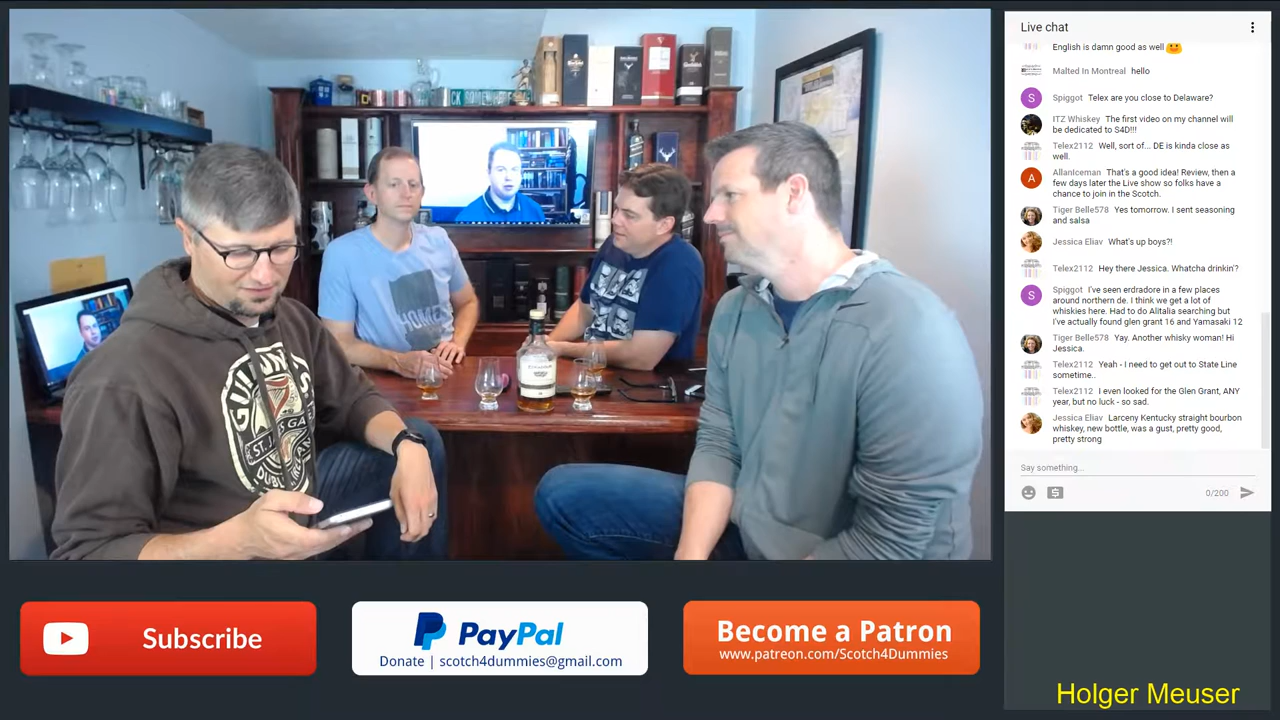 Live chat
English is damn good as well
Malted In Montreal hello
Spiggot Telex are you close to Delaware?
ITZ Whiskey The first video on my channel will
be dedicated to S4D!!!
Telex2112 Well, sort of... DE is kinda close as
well.
AllanIceman That's a good idea! Review, then a
few days later the Live show so folks have a
chance to join in the Scotch.
Tiger Belle578 Yes tomorrow. I sent seasoning
and salsa
Jessica Eliav What's up boys?!
Telex2112 Hey there Jessica. Whatcha drinkin'?
Spiggot I've seen erdradore in a few places
around northern de. I think we get a lot of
whiskies here. Had to do Alitalia searching but
I've actually found glen grant 16 and Yamasaki 12
Tiger Belle578 Yay. Another whisky woman! Hi
Jessica.
Telex2112 Yeah - I need to get out to State Line
sometime..
Telex2112 I even looked for the Glen Grant, ANY
year, but no luck - so sad.
Jessica Eliav Larceny Kentucky straight bourbon
whiskey, new bottle, was a gust, pretty good,
pretty strong
Say something...
0/200
GUINNESS
ST. JAMES GATE
DUBLIN
HOME
Subscribe
PayPal
Donate | scotch4dummies@gmail.com
Become a Patron
www.patreon.com/Scotch4Dummies
Holger Meuser